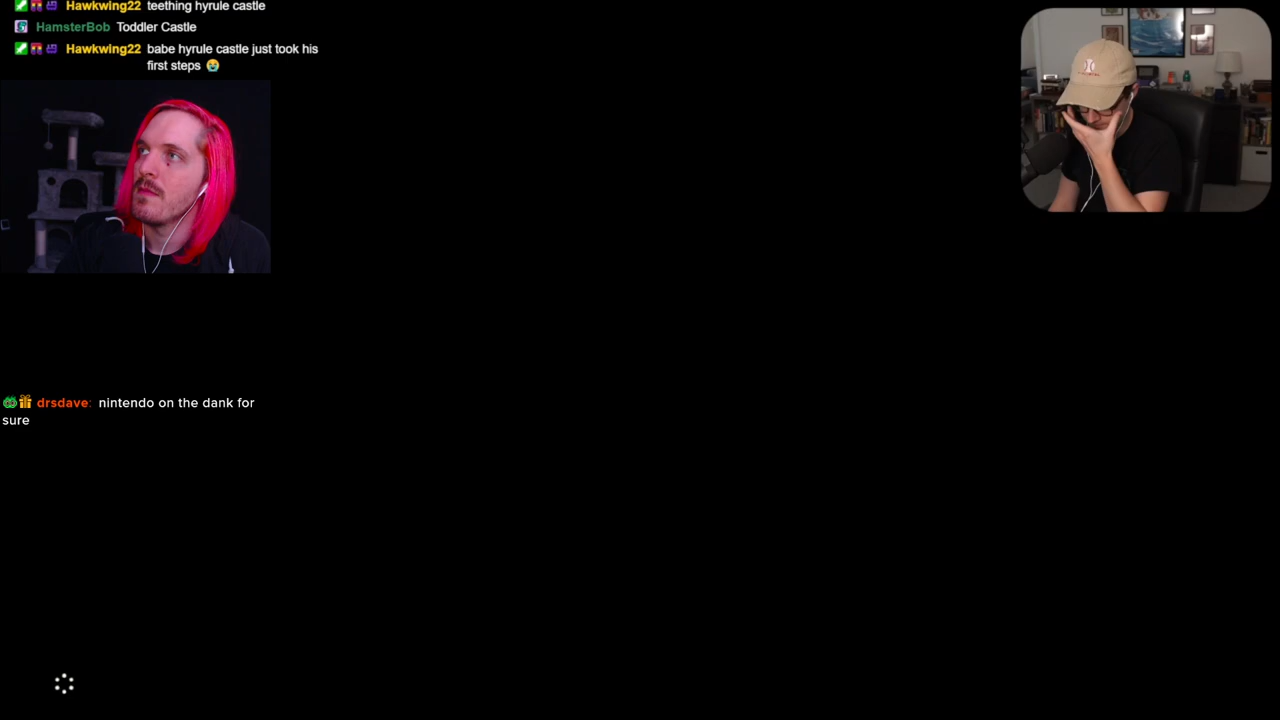 Hawkwing22 teething hyrule castle
HamsterBob Toddler Castle
Hawkwing22 babe hyrule castle just took his
first steps 😭
drsdave: nintendo on the dank for
sure